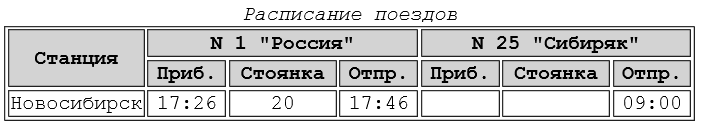 Расписание поездов
Станция N 1 "Россия" N 25 "Сибиряк"
Приб. Стоянка Отпр. Приб. Стоянка Отпр.
Новосибирск 17:26 20 17:46 09:00